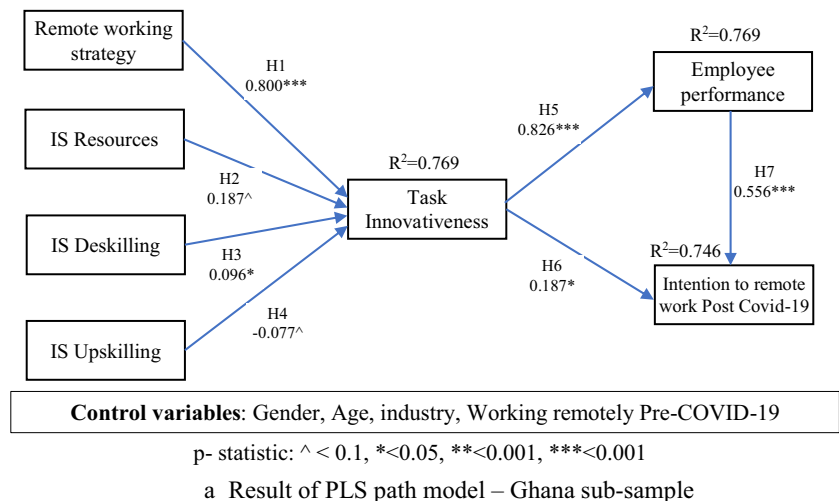 Remote working
strategy
H1
0.800***
IS Resources
H2
0.187^
IS Deskilling
H3
0.096*
IS Upskilling
H4
-0.077^
R²=0.769
Task
Innovativeness
H5
0.826***
H6
0.187*
R²=0.769
Employee
performance
H7
0.556***
R²=0.746
Intention to remote
work Post Covid-19
Control variables: Gender, Age, industry, Working remotely Pre-COVID-19
p- statistic: ^ < 0.1, *<0.05, **<0.001, ***<0.001
a Result of PLS path model – Ghana sub-sample